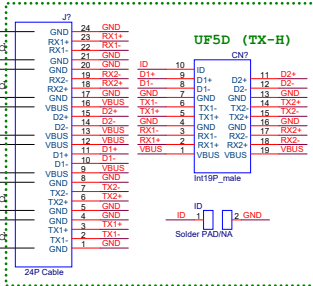 J?
GND 24 GND
RX1+ 23 RX1+
RX1- 22 RX1-
GND 21 GND
GND 20 GND
RX2- 19 RX2-
RX2+ 18 RX2+
GND 17 GND
VBUS 16 VBUS
D2+ 15 D2+
D2- 14 D2-
VBUS 13 VBUS
VBUS 12 VBUS
D1+ 11 D1+
D1- 10 D1-
VBUS 9 VBUS
GND 8 GND
TX2- 7 TX2-
TX2+ 6 TX2+
GND 5 GND
GND 4 GND
TX1+ 3 TX1+
TX1- 2 TX1-
GND 1 GND
24P Cable
UF5D (TX-H)
CN?
ID 10 ID
D1+ 9 D1+ D2+ 11 D2+
D1- 8 D1- D2- 12 D2-
GND 7 GND GND 13 GND
TX1- 6 TX1- TX2+ 14 TX2+
TX1+ 5 TX1+ TX2- 15 TX2-
GND 4 GND GND 16 GND
RX1- 3 RX1- RX2+ 17 RX2+
RX1+ 2 RX1+ RX2- 18 RX2-
VBUS 1 VBUS VBUS 19 VBUS
Int19P_male
ID
ID 1 2 GND
Solder PAD/NA